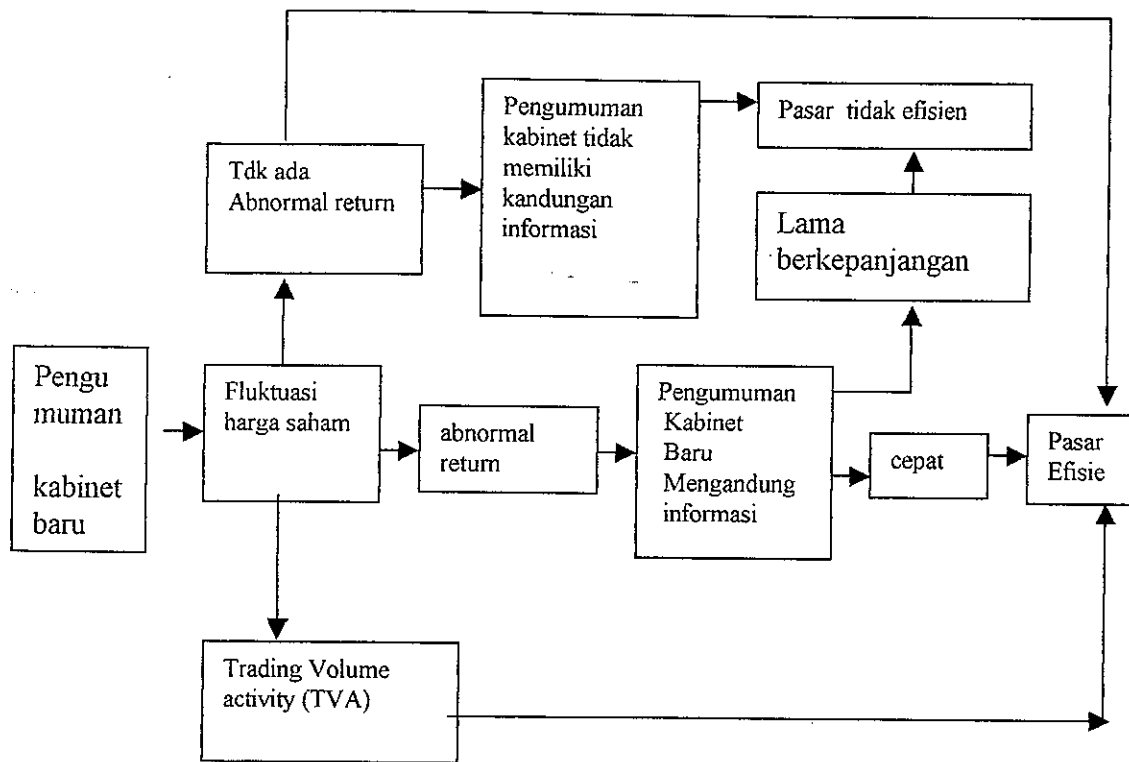 Pengumuman
kabinet tidak
memiliki
kandungan
informasi
Pasar tidak efisien
Tdk ada
Abnormal return
Lama
berkepanjangan
Pengu
muman
kabinet
baru
Fluktuasi
harga saham
abnormal
return
Pengumuman
Kabinet
Baru
Mengandung
informasi
cepat
Pasar
Efisie
Trading Volume
activity (TVA)